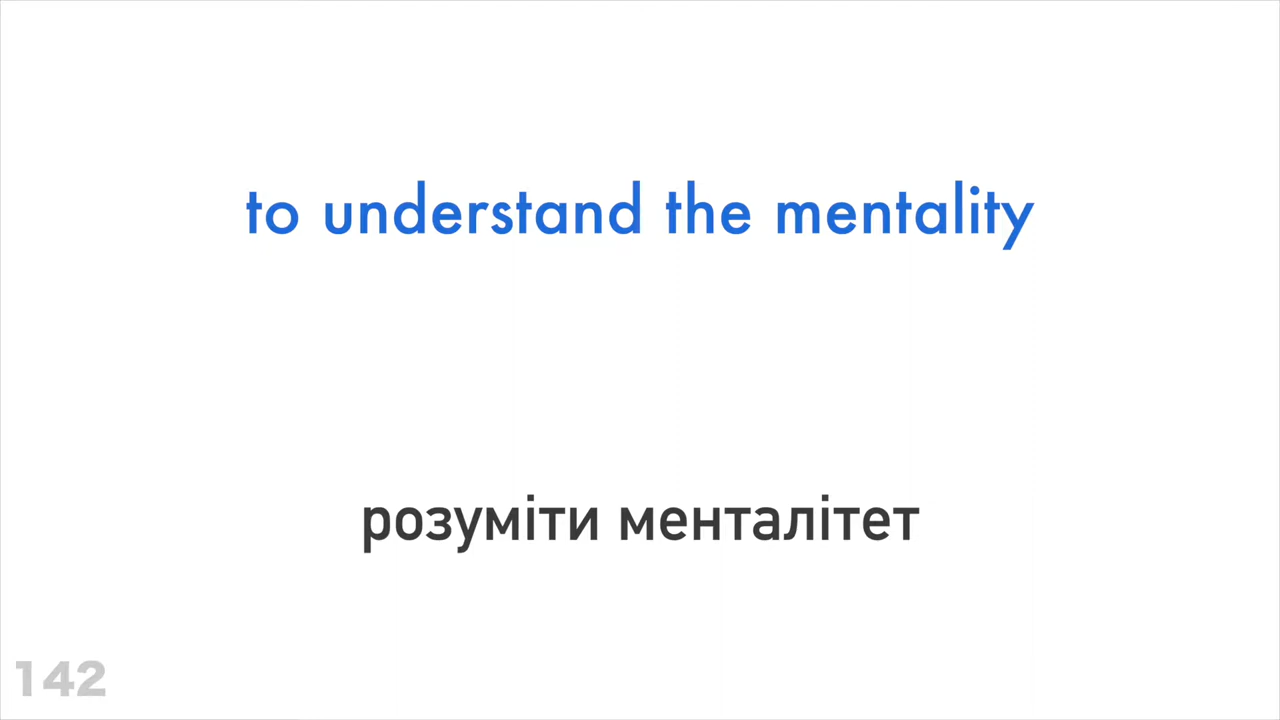 to understand the mentality
розуміти менталітет
142